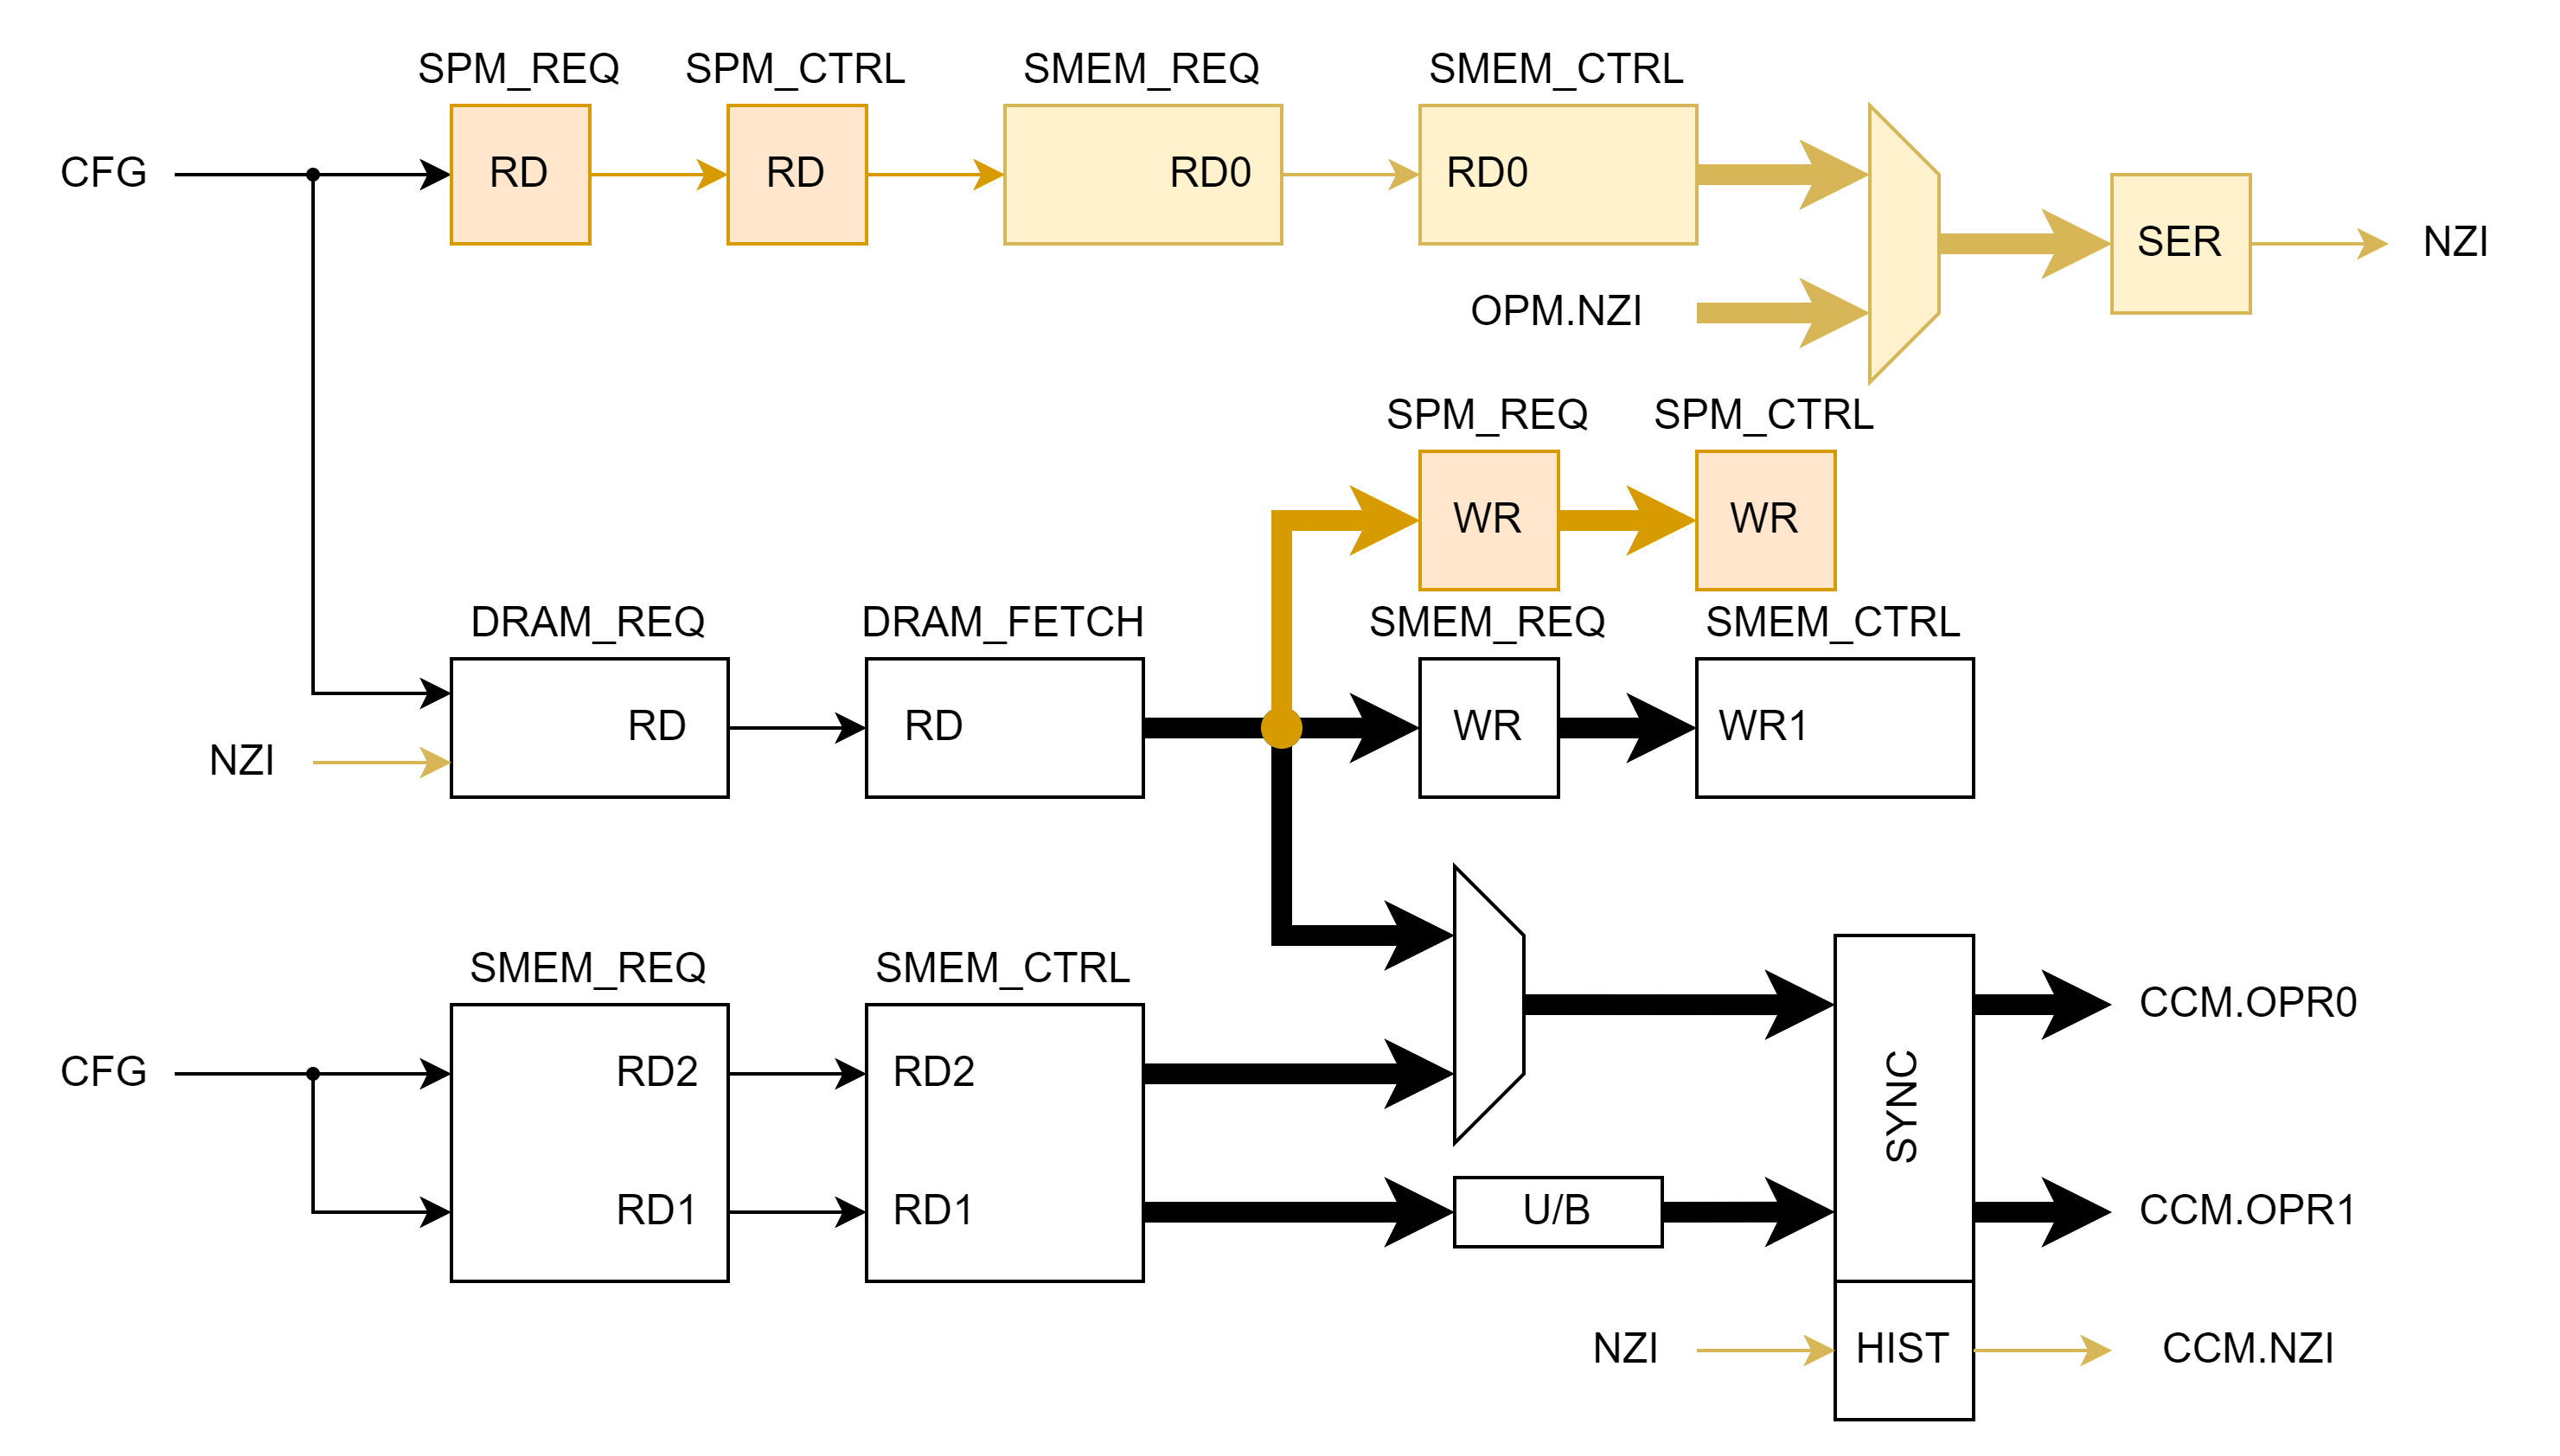 SPM_REQ SPM_CTRL SMEM_REQ SMEM_CTRL
CFG RD RD RD0 RD0
SER NZI
OPM.NZI
SPM_REQ SPM_CTRL
WR WR
DRAM_REQ DRAM_FETCH SMEM_REQ SMEM_CTRL
RD RD WR WR1
NZI
SMEM_REQ SMEM_CTRL
CCM.OPR0
CFG RD2 RD2
SYNC
RD1 RD1 U/B CCM.OPR1
NZI HIST CCM.NZI